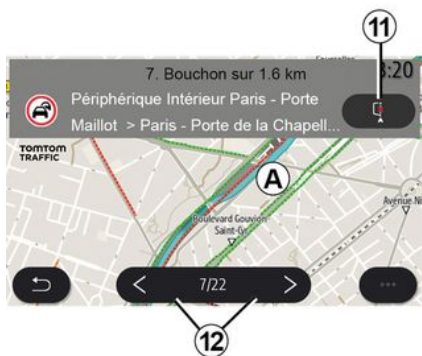 11
7. Bouchon sur 1.6 km
:20
Périphérique Intérieur Paris - Porte
Maillot > Paris - Porte de la Chapell...
TOMTOM
TRAFFIC
A
Avenue
Boulevard Gouvion
Saint-Cyr
7/22
12